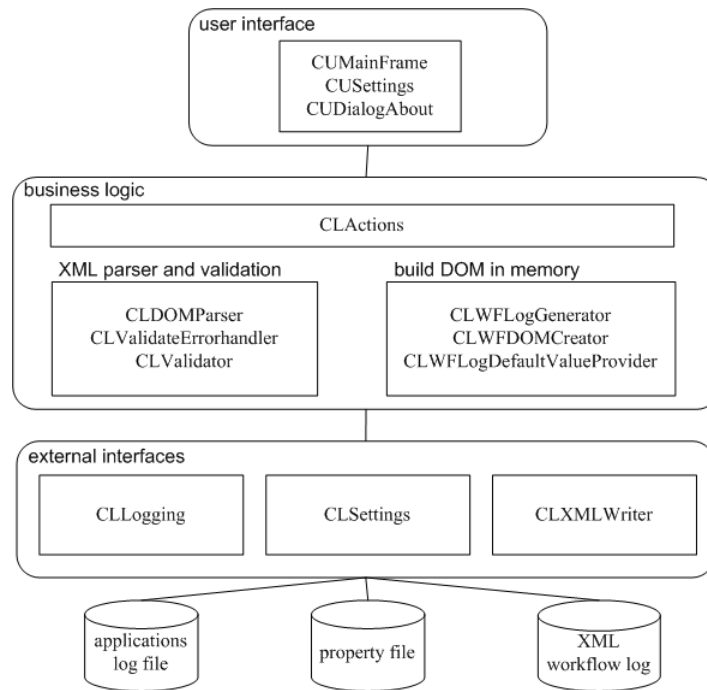 user interface
CUMainFrame
CUSettings
CUDialogAbout
business logic
CLActions
XML parser and validation
CLDOMParser
CLValidateErrorhandler
CLValidator
build DOM in memory
CLWFLogGenerator
CLWFDOMCreator
CLWFLogDefaultValueProvider
external interfaces
CLLogging
CLSettings
CLXMLWriter
applications
log file
property file
XML
workflow log